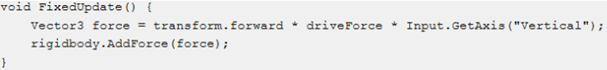 void FixedUpdate() {
    Vector3 force = transform.forward * driveForce * Input.GetAxis("Vertical");
    rigidbody.AddForce(force);
}